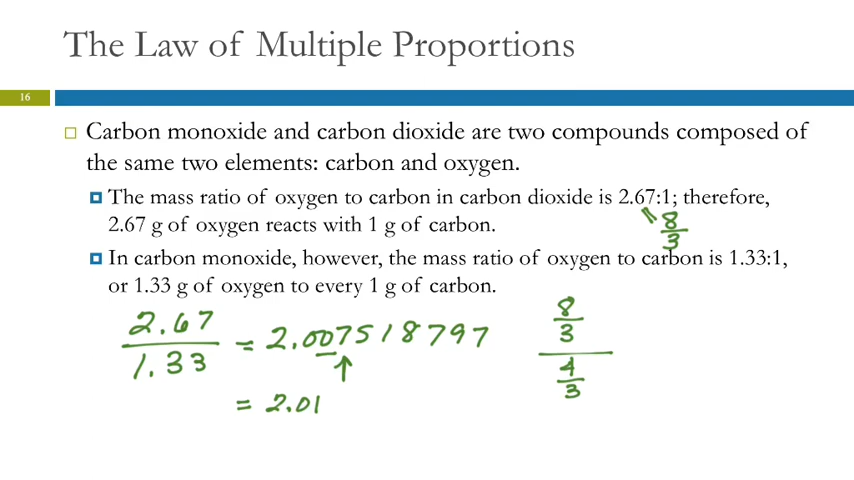 The Law of Multiple Proportions
16
Carbon monoxide and carbon dioxide are two compounds composed of
the same two elements: carbon and oxygen.
The mass ratio of oxygen to carbon in carbon dioxide is 2.67:1; therefore,
2.67 g of oxygen reacts with 1 g of carbon.
8
3
In carbon monoxide, however, the mass ratio of oxygen to carbon is 1.33:1,
or 1.33 g of oxygen to every 1 g of carbon.
2.67
1.33
= 2.007518797
8
3
4
3
= 2.01